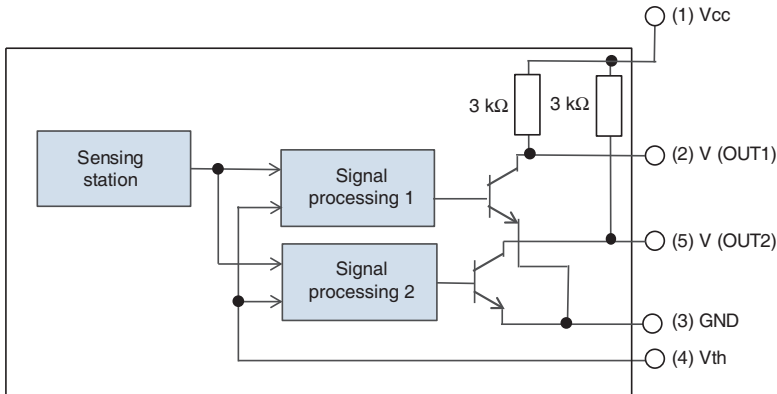 (1) Vcc
3 kΩ
3 kΩ
Sensing
station
Signal
processing 1
(2) V (OUT1)
Signal
processing 2
(5) V (OUT2)
(3) GND
(4) Vth